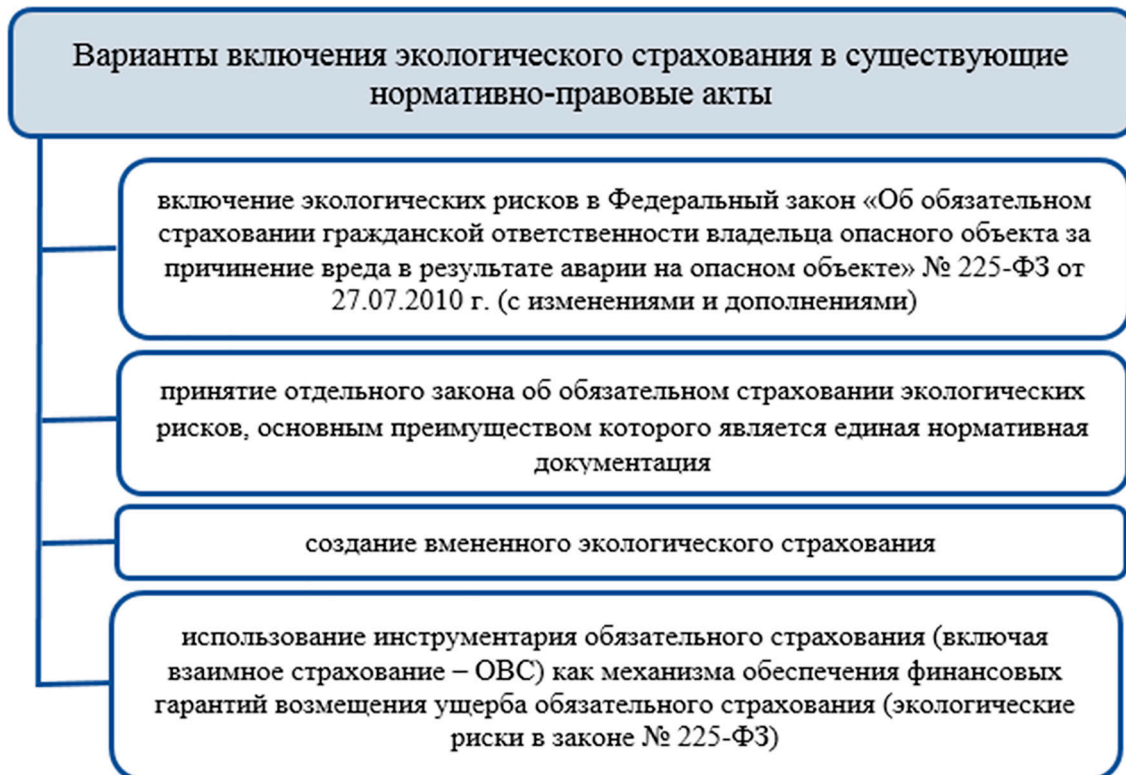 Варианты включения экологического страхования в существующие
нормативно-правовые акты
включение экологических рисков в Федеральный закон «Об обязательном
страховании гражданской ответственности владельца опасного объекта за
причинение вреда в результате аварии на опасном объекте» № 225-ФЗ от
27.07.2010 г. (с изменениями и дополнениями)
принятие отдельного закона об обязательном страховании экологических
рисков, основным преимуществом которого является единая нормативная
документация
создание вмененного экологического страхования
использование инструментария обязательного страхования (включая
взаимное страхование – ОВС) как механизма обеспечения финансовых
гарантий возмещения ущерба обязательного страхования (экологические
риски в законе № 225-ФЗ)